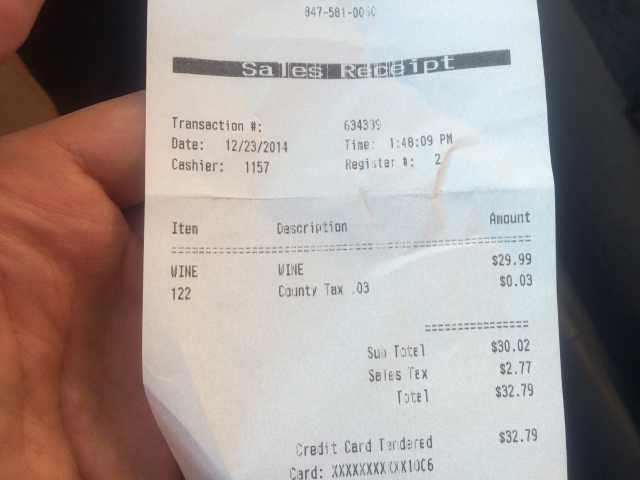 847-581-0060
Sales Receipt
Transaction #: 634399
Date: 12/23/2014 Time: 1:48:09 PM
Cashier: 1157 Register #: 2
Item Description Amount
WINE WINE $29.99
122 County Tax .03 $0.03
Sub Total $30.02
Sales Tax $2.77
Total $32.79
Credit Card Tendered $32.79
Card: